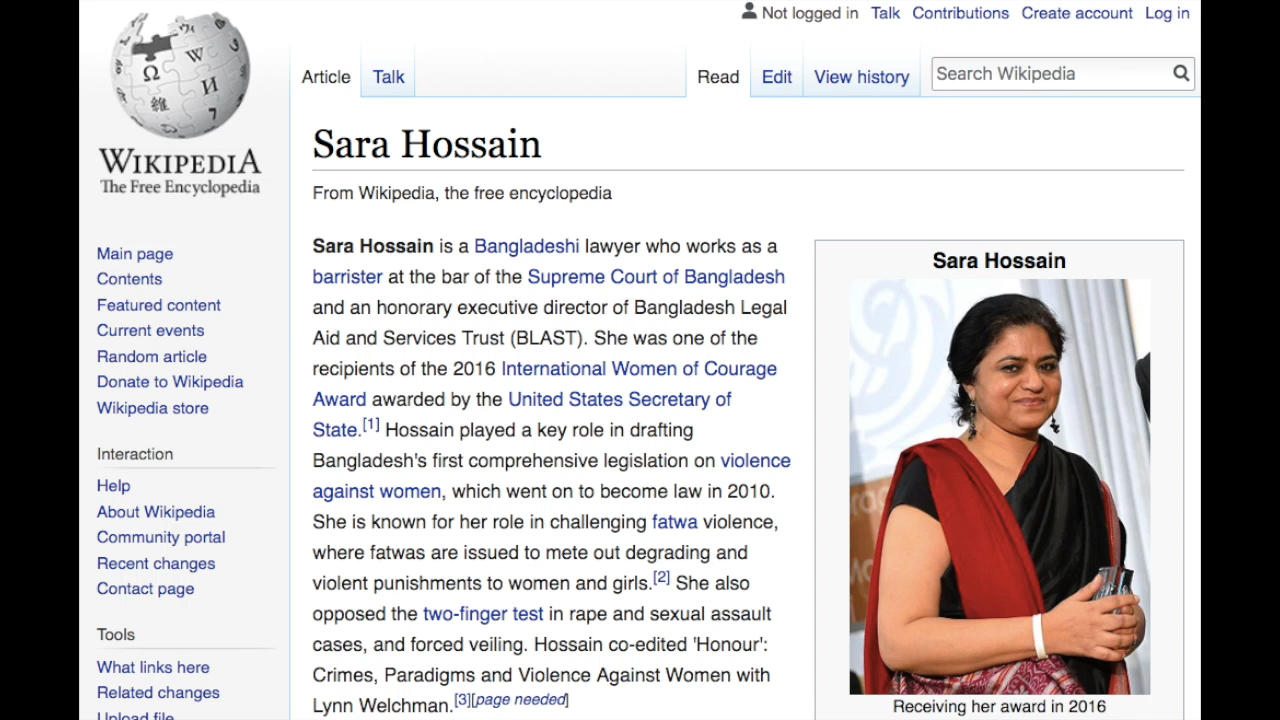 Not logged in Talk Contributions Create account Log in
Article Talk Read Edit View history Search Wikipedia
WIKIPEDIA
The Free Encyclopedia
Main page
Contents
Featured content
Current events
Random article
Donate to Wikipedia
Wikipedia store
Interaction
Help
About Wikipedia
Community portal
Recent changes
Contact page
Tools
What links here
Related changes
Upload file
Sara Hossain
From Wikipedia, the free encyclopedia
Sara Hossain is a Bangladeshi lawyer who works as a
barrister at the bar of the Supreme Court of Bangladesh
and an honorary executive director of Bangladesh Legal
Aid and Services Trust (BLAST). She was one of the
recipients of the 2016 International Women of Courage
Award awarded by the United States Secretary of
State.[1] Hossain played a key role in drafting
Bangladesh's first comprehensive legislation on violence
against women, which went on to become law in 2010.
She is known for her role in challenging fatwa violence,
where fatwas are issued to mete out degrading and
violent punishments to women and girls.[2] She also
opposed the two-finger test in rape and sexual assault
cases, and forced veiling. Hossain co-edited 'Honour':
Crimes, Paradigms and Violence Against Women with
Lynn Welchman.[3][page needed]
Sara Hossain
Receiving her award in 2016